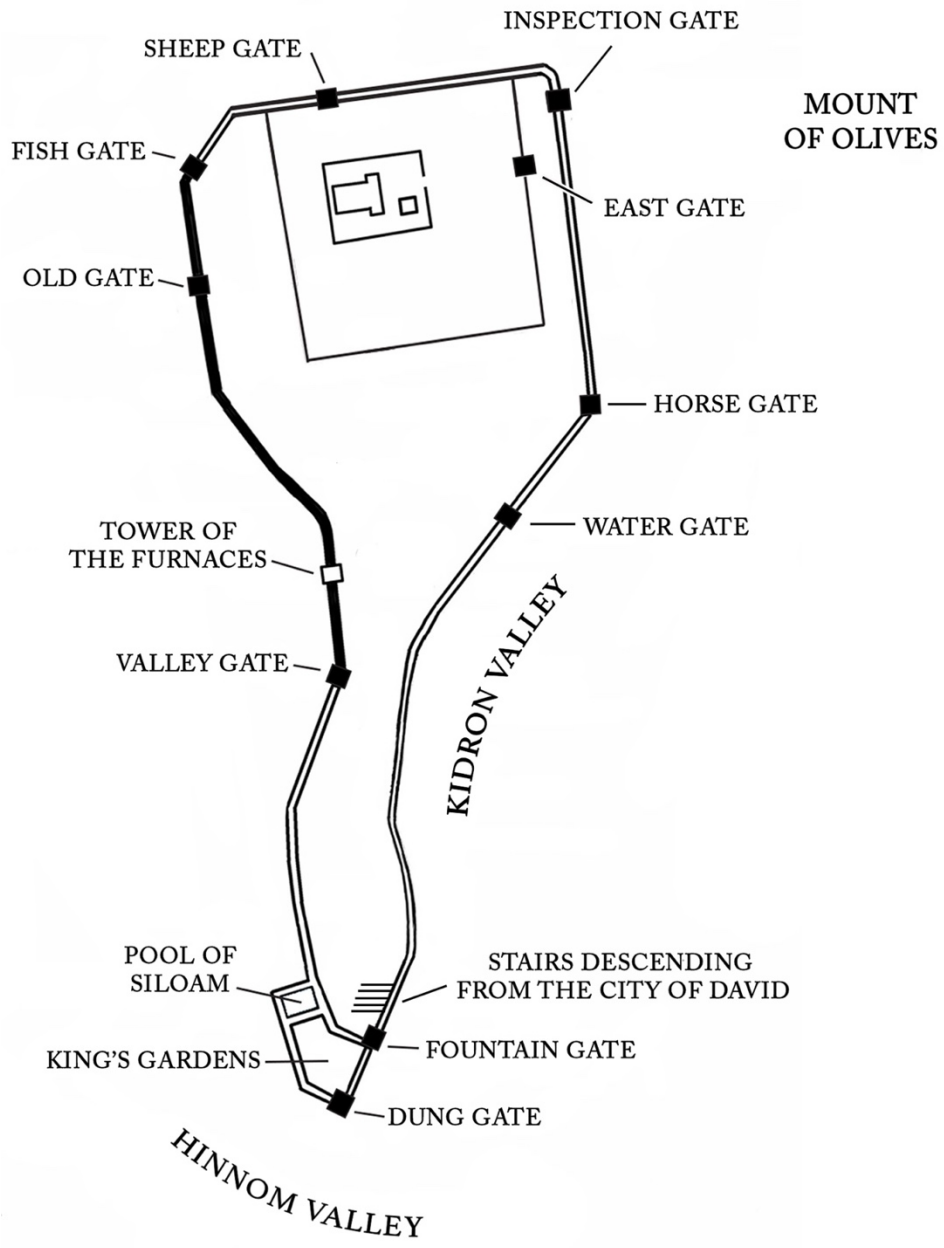 INSPECTION GATE
SHEEP GATE
MOUNT
OF OLIVES
FISH GATE
EAST GATE
OLD GATE
HORSE GATE
TOWER OF
THE FURNACES
WATER GATE
VALLEY GATE
KIDRON VALLEY
POOL OF
SILOAM
STAIRS DESCENDING
FROM THE CITY OF DAVID
KING'S GARDENS
FOUNTAIN GATE
DUNG GATE
HINNOM VALLEY